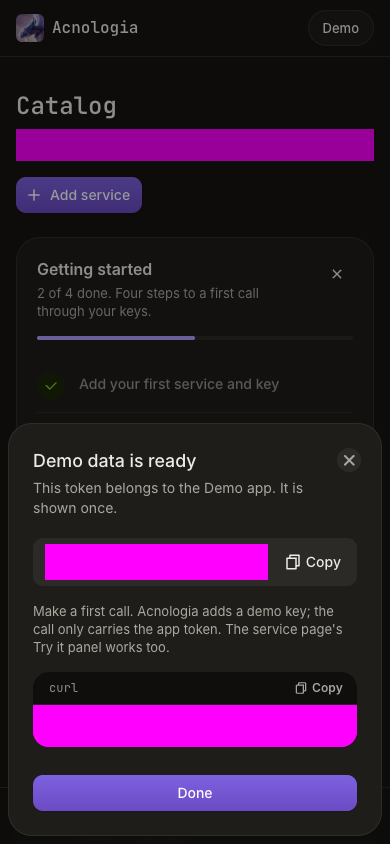 Acnologia
Demo
Catalog
+ Add service
Getting started
2 of 4 done. Four steps to a first call
through your keys.
Add your first service and key
Demo data is ready
This token belongs to the Demo app. It is
shown once.
Copy
Make a first call. Acnologia adds a demo key; the
call only carries the app token. The service page's
Try it panel works too.
curl
Copy
Done